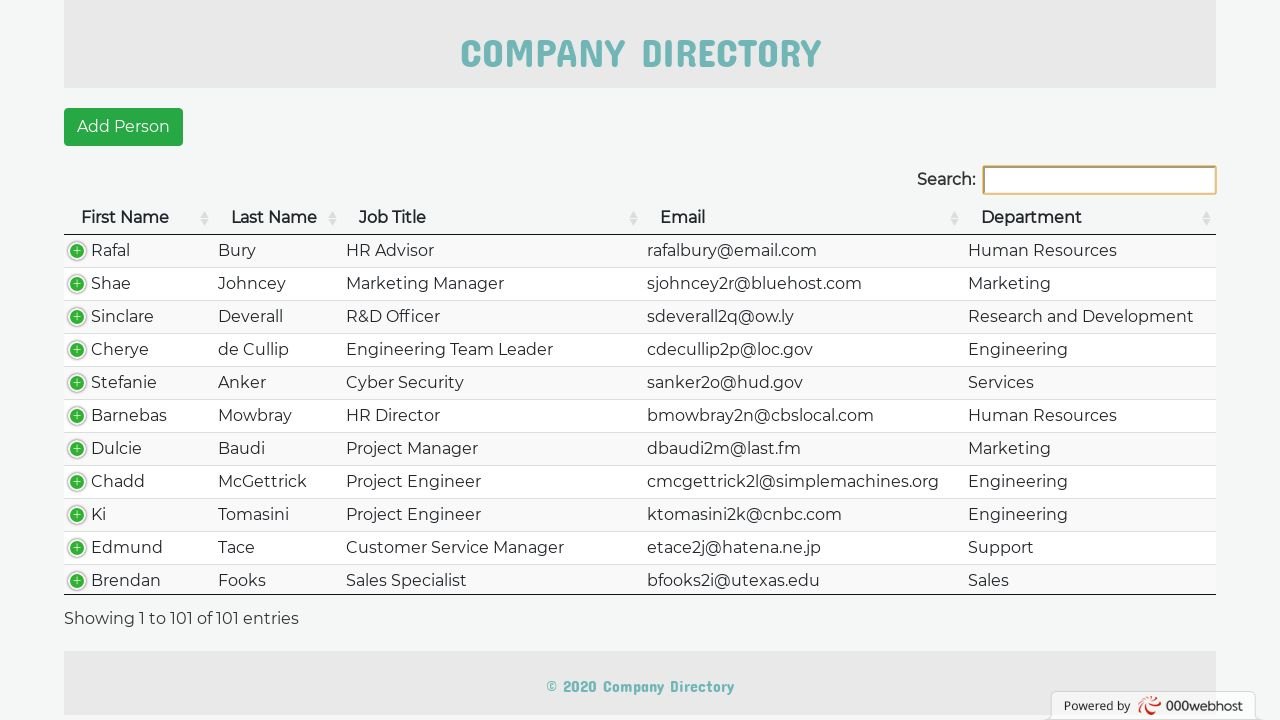 COMPANY DIRECTORY
Add Person
Search:
First Name Last Name Job Title Email Department
Rafal Bury HR Advisor rafalbury@email.com Human Resources
Shae Johncey Marketing Manager sjohncey2r@bluehost.com Marketing
Sinclare Deverall R&D Officer sdeverall2q@ow.ly Research and Development
Cherye de Cullip Engineering Team Leader cdecullip2p@loc.gov Engineering
Stefanie Anker Cyber Security sanker2o@hud.gov Services
Barnebas Mowbray HR Director bmowbray2n@cbslocal.com Human Resources
Dulcie Baudi Project Manager dbaudi2m@last.fm Marketing
Chadd McGettrick Project Engineer cmcgettrick2l@simplemachines.org Engineering
Ki Tomasini Project Engineer ktomasini2k@cnbc.com Engineering
Edmund Tace Customer Service Manager etace2j@hatena.ne.jp Support
Brendan Fooks Sales Specialist bfooks2i@utexas.edu Sales
Showing 1 to 101 of 101 entries
© 2020 Company Directory
Powered by 000webhost